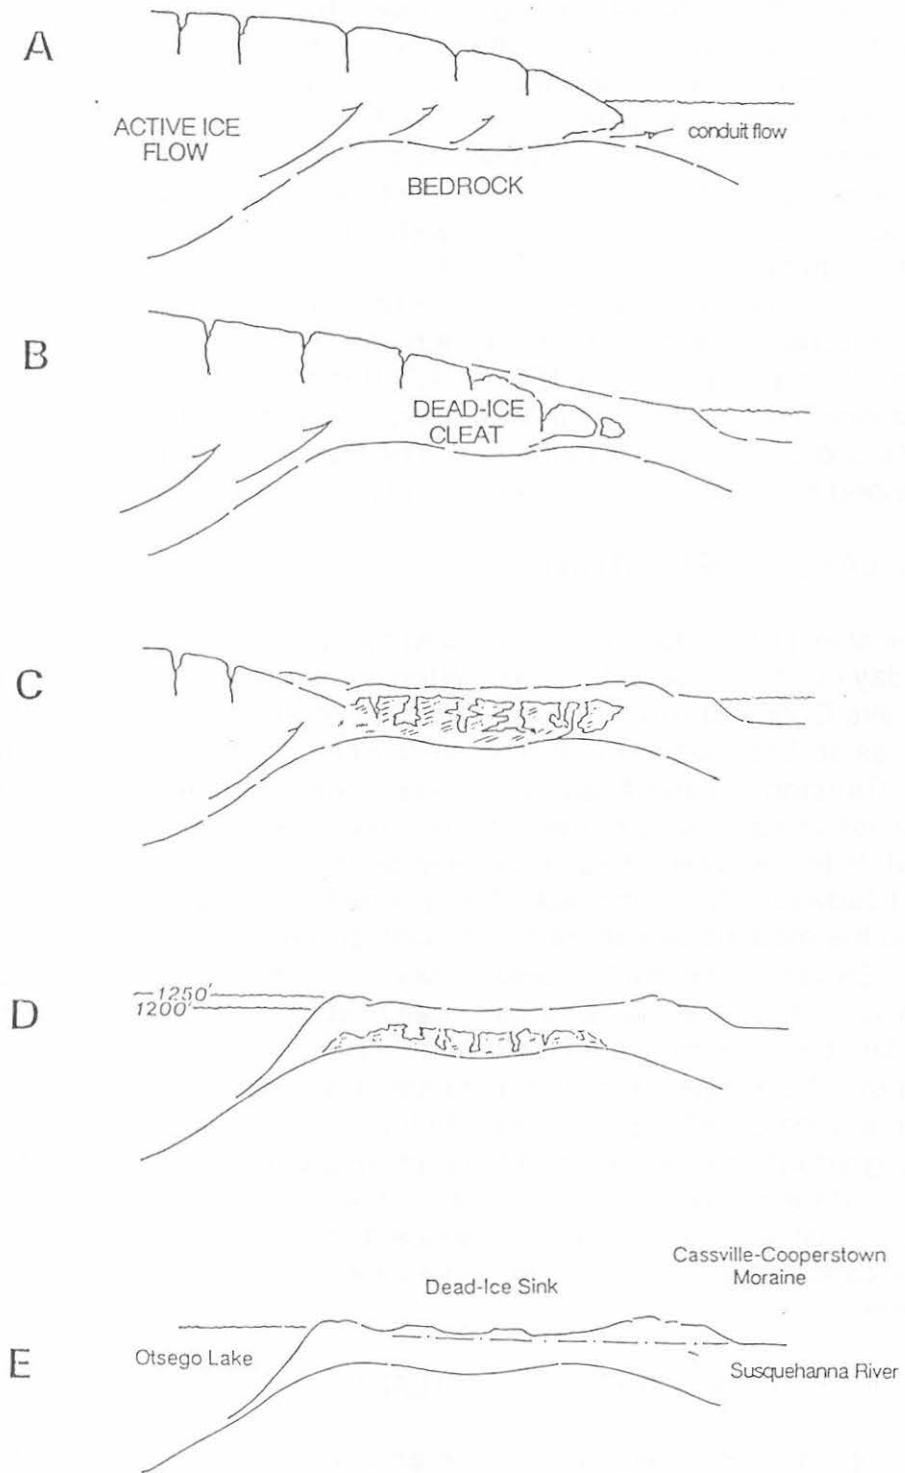 A
ACTIVE ICE
FLOW
conduit flow
BEDROCK
B
DEAD-ICE
CLEAT
C
D
1250'
1200'
Cassville-Cooperstown
Moraine
Dead-Ice Sink
E
Otsego Lake
Susquehanna River